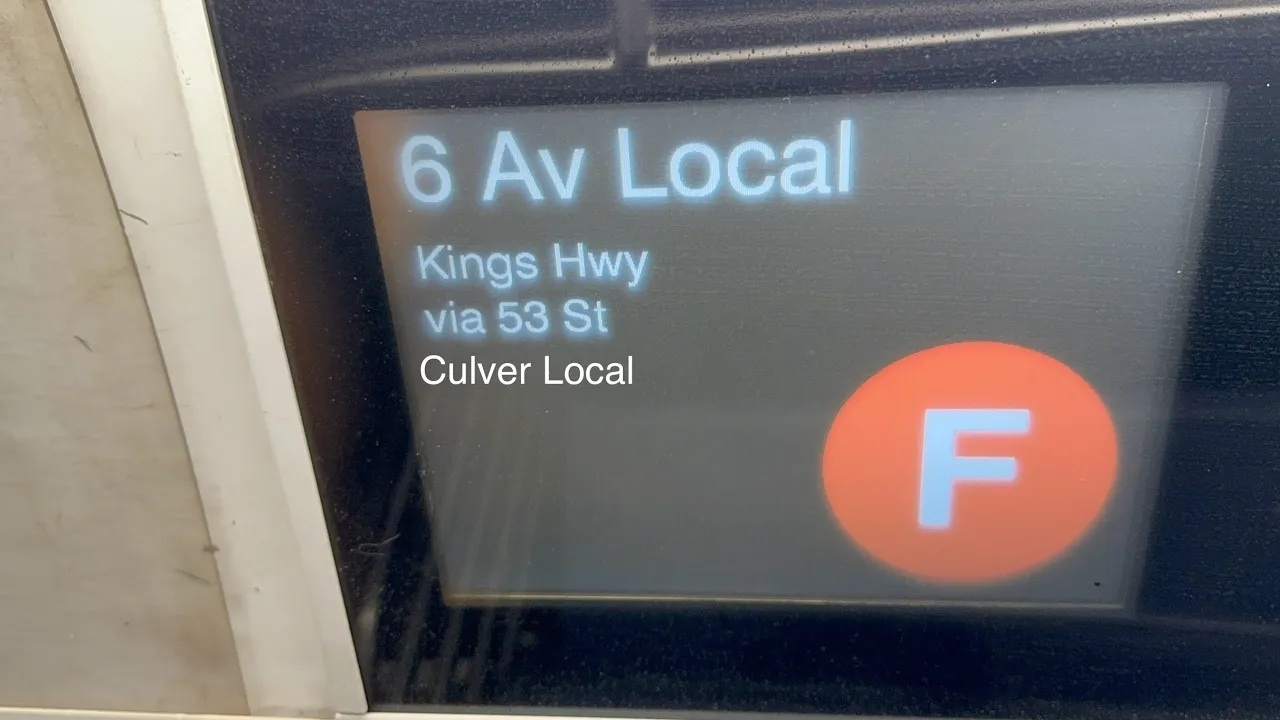 6 Av Local
Kings Hwy
via 53 St
Culver Local
F